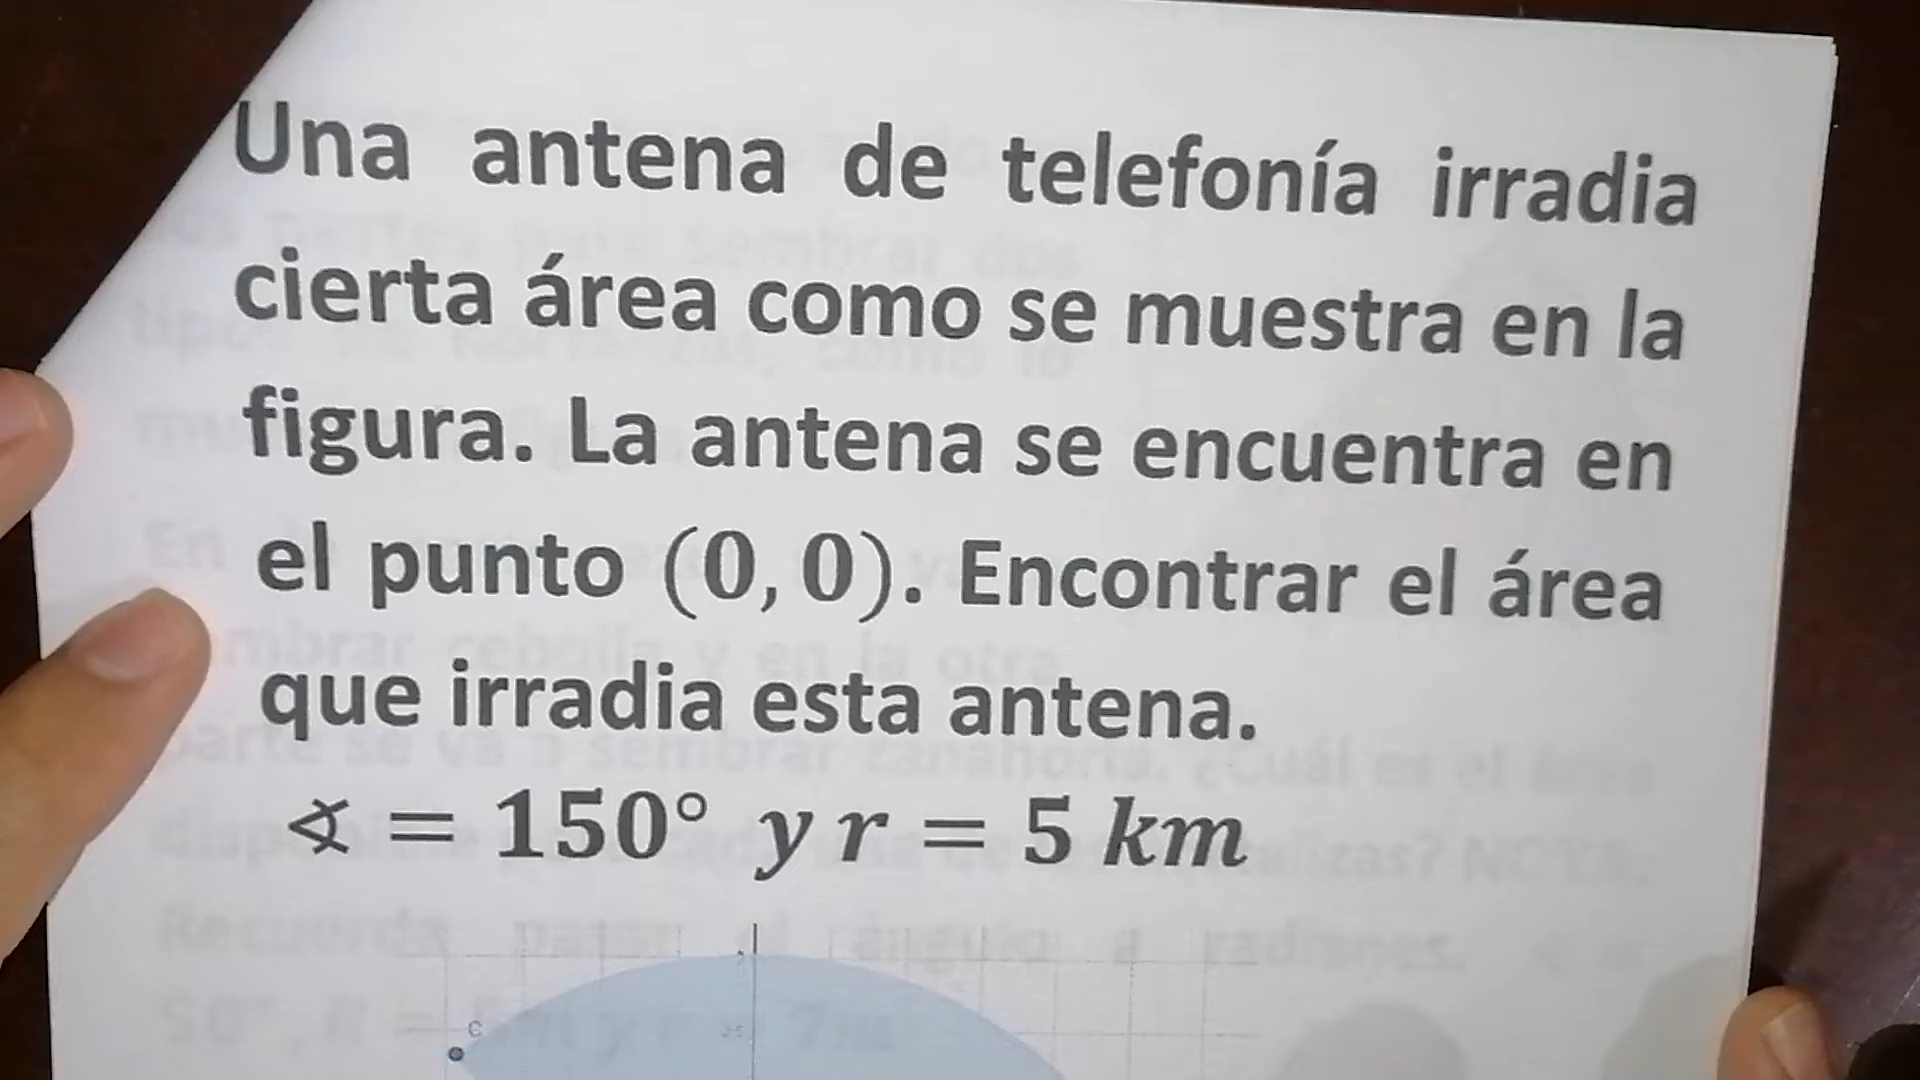 Una antena de telefonía irradia
cierta área como se muestra en la
figura. La antena se encuentra en
el punto (0, 0). Encontrar el área
que irradia esta antena.
∢ = 150° y r = 5 km
C